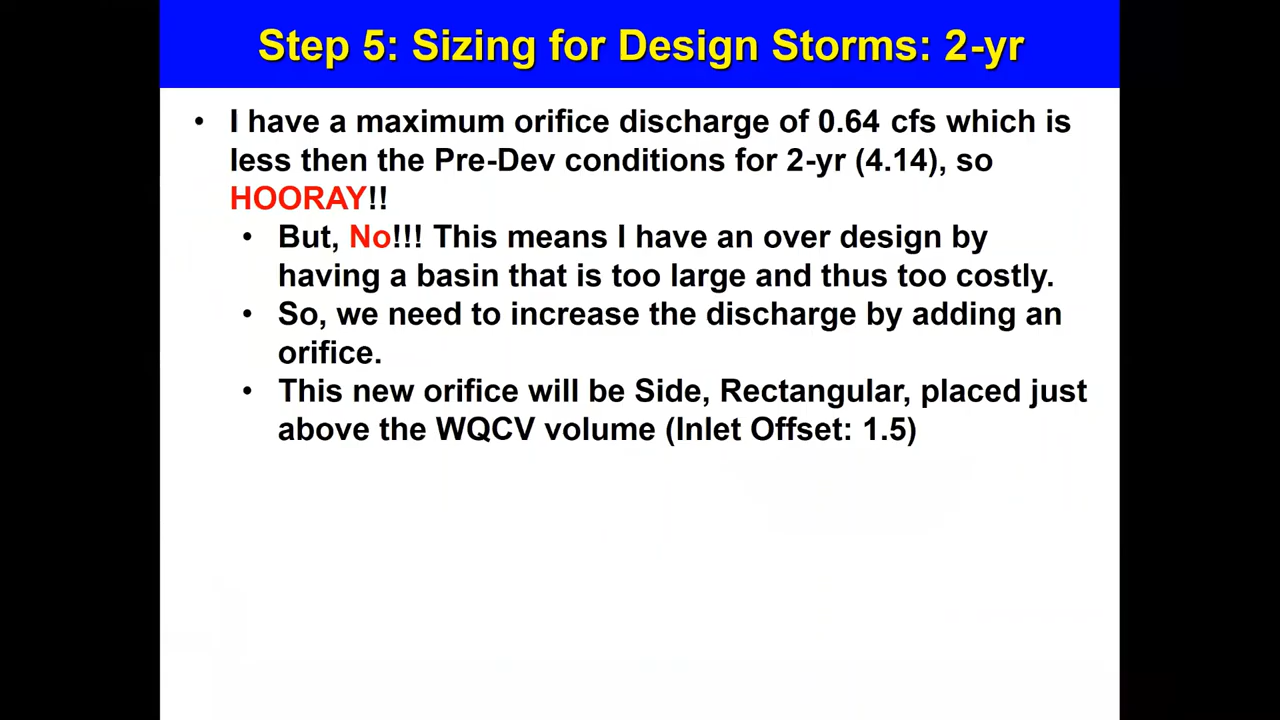 Step 5: Sizing for Design Storms: 2-yr
• I have a maximum orifice discharge of 0.64 cfs which is
less then the Pre-Dev conditions for 2-yr (4.14), so
HOORAY!!
• But, No!!! This means I have an over design by
having a basin that is too large and thus too costly.
• So, we need to increase the discharge by adding an
orifice.
• This new orifice will be Side, Rectangular, placed just
above the WQCV volume (Inlet Offset: 1.5)